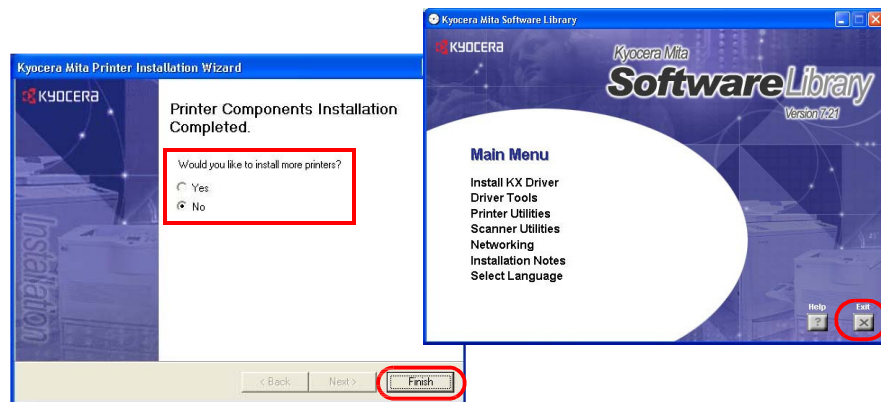 Kyocera Mita Printer Installation Wizard
KYOCERA
Printer Components Installation
Completed.
Would you like to install more printers?
Yes
No
Installation
< Back
Next >
Finish
Kyocera Mita Software Library
KYOCERA
Kyocera Mita
Software Library
Version 7.21
Main Menu
Install KX Driver
Driver Tools
Printer Utilities
Scanner Utilities
Networking
Installation Notes
Select Language
Help
Exit
?